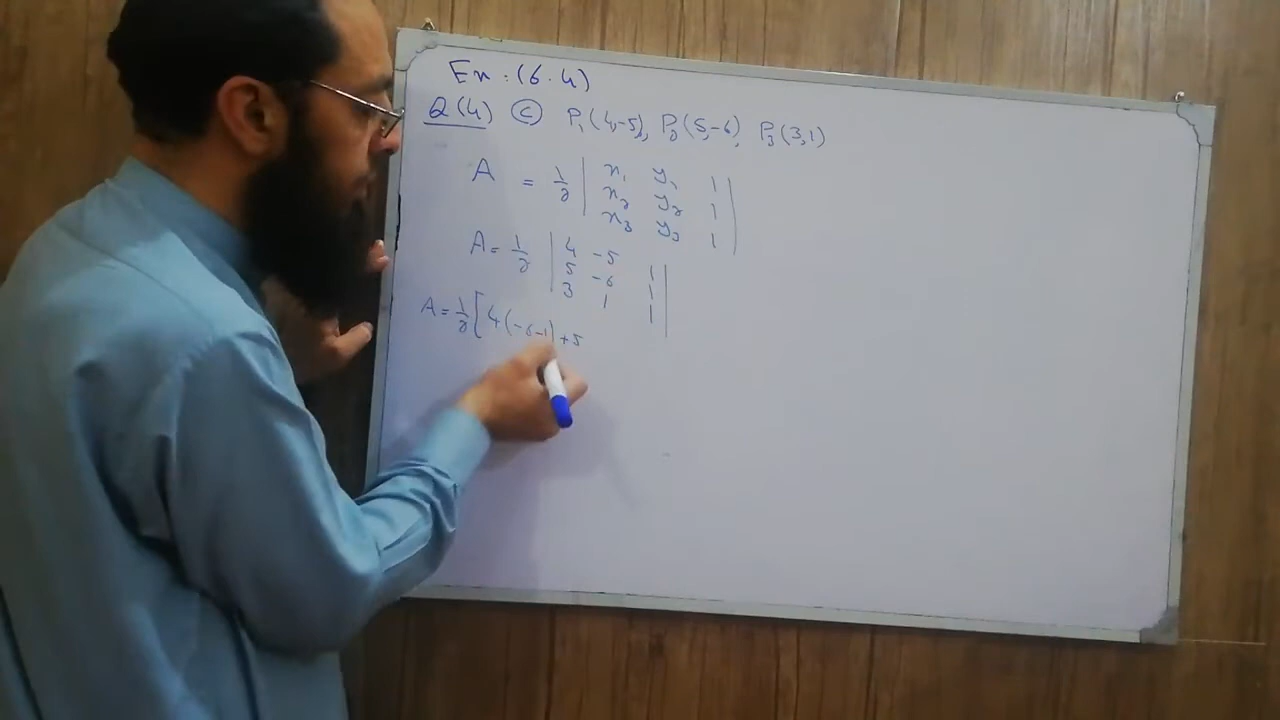 Ex : (6.4)
Q(4) (c) P₁(4,-5), P₂(5,-6) P₃(3,1)
A = 1/2 | x₁ y₁ 1 |
x₂ y₂ 1
x₃ y₃ 1
A = 1/2 | 4 -5 1 |
5 -6 1
3 1 1
A = 1/2 [ 4(-6-1) +5